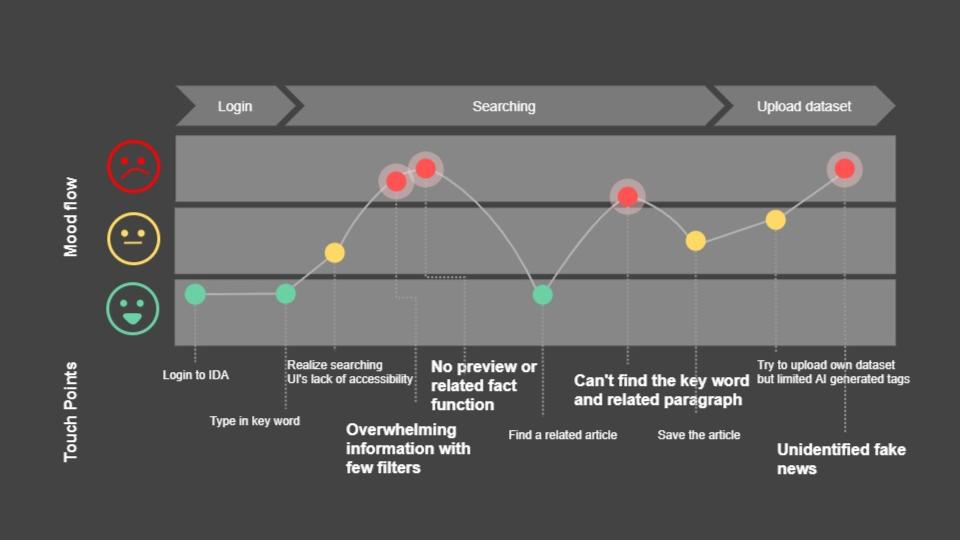 Login
Searching
Upload dataset
Mood flow
Touch Points
Login to IDA
Type in key word
Realize searching
UI's lack of accessibility
Overwhelming
information with
few filters
No preview or
related fact
function
Find a related article
Can't find the key word
and related paragraph
Save the article
Try to upload own dataset
but limited AI generated tags
Unidentified fake
news